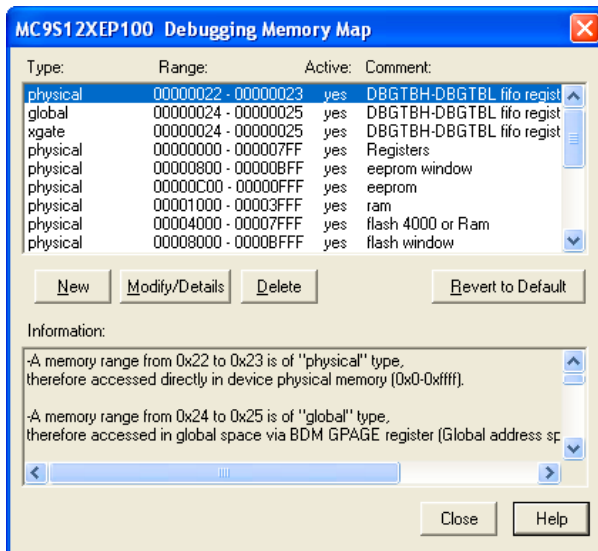 MC9S12XEP100 Debugging Memory Map
Type: Range: Active: Comment:
physical 00000022 - 00000023 yes DBGTBH-DBGTBL fifo regist
global 00000024 - 00000025 yes DBGTBH-DBGTBL fifo regist
xgate 00000024 - 00000025 yes DBGTBH-DBGTBL fifo regist
physical 00000000 - 000007FF yes Registers
physical 00000800 - 00000BFF yes eeprom window
physical 00000C00 - 00000FFF yes eeprom
physical 00001000 - 00003FFF yes ram
physical 00004000 - 00007FFF yes flash 4000 or Ram
physical 00008000 - 0000BFFF yes flash window
New Modify/Details Delete Revert to Default
Information:
-A memory range from 0x22 to 0x23 is of "physical" type,
therefore accessed directly in device physical memory (0x0-0xffff).
-A memory range from 0x24 to 0x25 is of "global" type,
therefore accessed in global space via BDM GPAGE register (Global address sp
Close Help